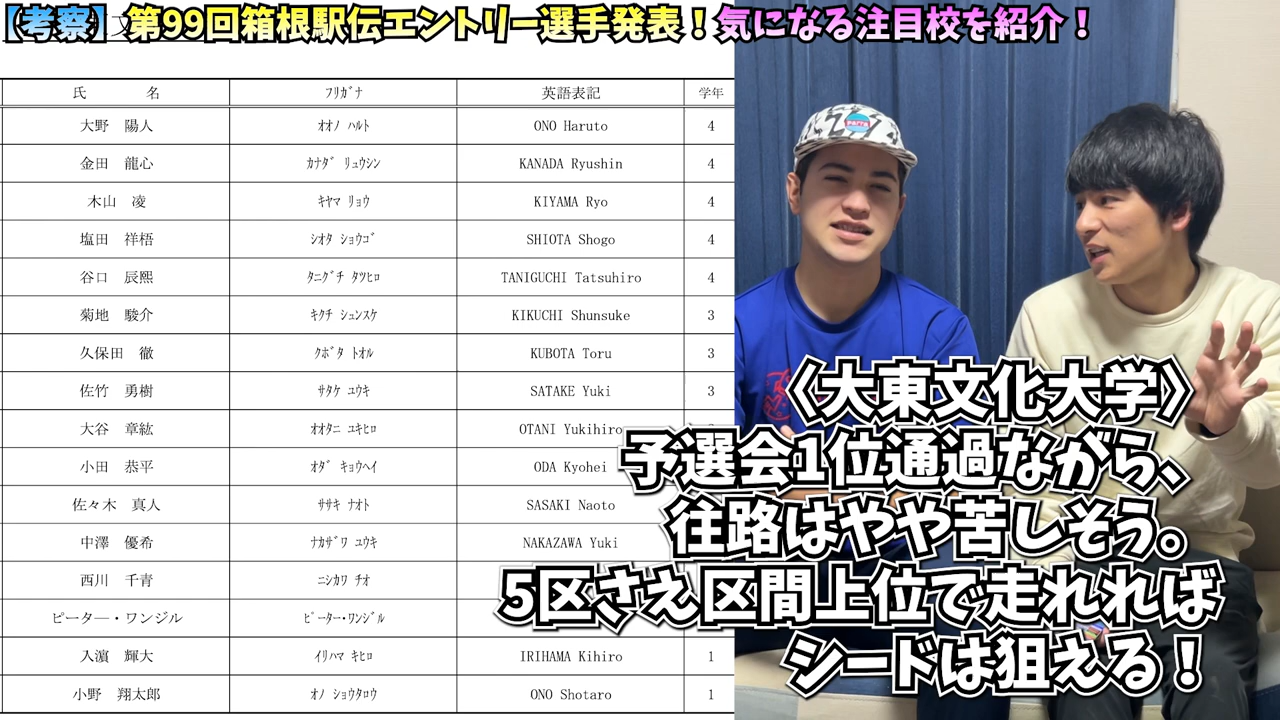 【考察】第99回箱根駅伝エントリー選手発表！気になる注目校を紹介！
氏 名 ﾌﾘｶﾞﾅ 英語表記 学年
大野 陽人 ｵｵﾉ ﾊﾙﾄ ONO Haruto 4
金田 龍心 ｶﾅﾀﾞ ﾘｭｳｼﾝ KANADA Ryushin 4
木山 凌 ｷﾔﾏ ﾘｮｳ KIYAMA Ryo 4
塩田 祥梧 ｼｵﾀ ｼｮｳｺﾞ SHIOTA Shogo 4
谷口 辰熙 ﾀﾆｸﾞﾁ ﾀﾂﾋﾛ TANIGUCHI Tatsuhiro 4
菊地 駿介 ｷｸﾁ ｼｭﾝｽｹ KIKUCHI Shunsuke 3
久保田 徹 ｸﾎﾞﾀ ﾄｵﾙ KUBOTA Toru 3
佐竹 勇樹 ｻﾀｹ ﾕｳｷ SATAKE Yuki 3
大谷 章紘 ｵｵﾀﾆ ﾕｷﾋﾛ OTANI Yukihiro
小田 恭平 ｵﾀﾞ ｷｮｳﾍｲ ODA Kyohei
佐々木 真人 ｻｻｷ ﾅｵﾄ SASAKI Naoto
中澤 優希 ﾅｶｻﾞﾜ ﾕｳｷ NAKAZAWA Yuki
西川 千青 ﾆｼｶﾜ ﾁｵ
ピーター・ワンジル ﾋﾟｰﾀｰ･ﾜﾝｼﾞﾙ
入濵 輝大 ｲﾘﾊﾏ ｷﾋﾛ IRIHAMA Kihiro 1
小野 翔太郎 ｵﾉ ｼｮｳﾀﾛｳ ONO Shotaro 1
〈大東文化大学〉
予選会1位通過ながら、
往路はやや苦しそう。
5区さえ区間上位で走れれば
シードは狙える！